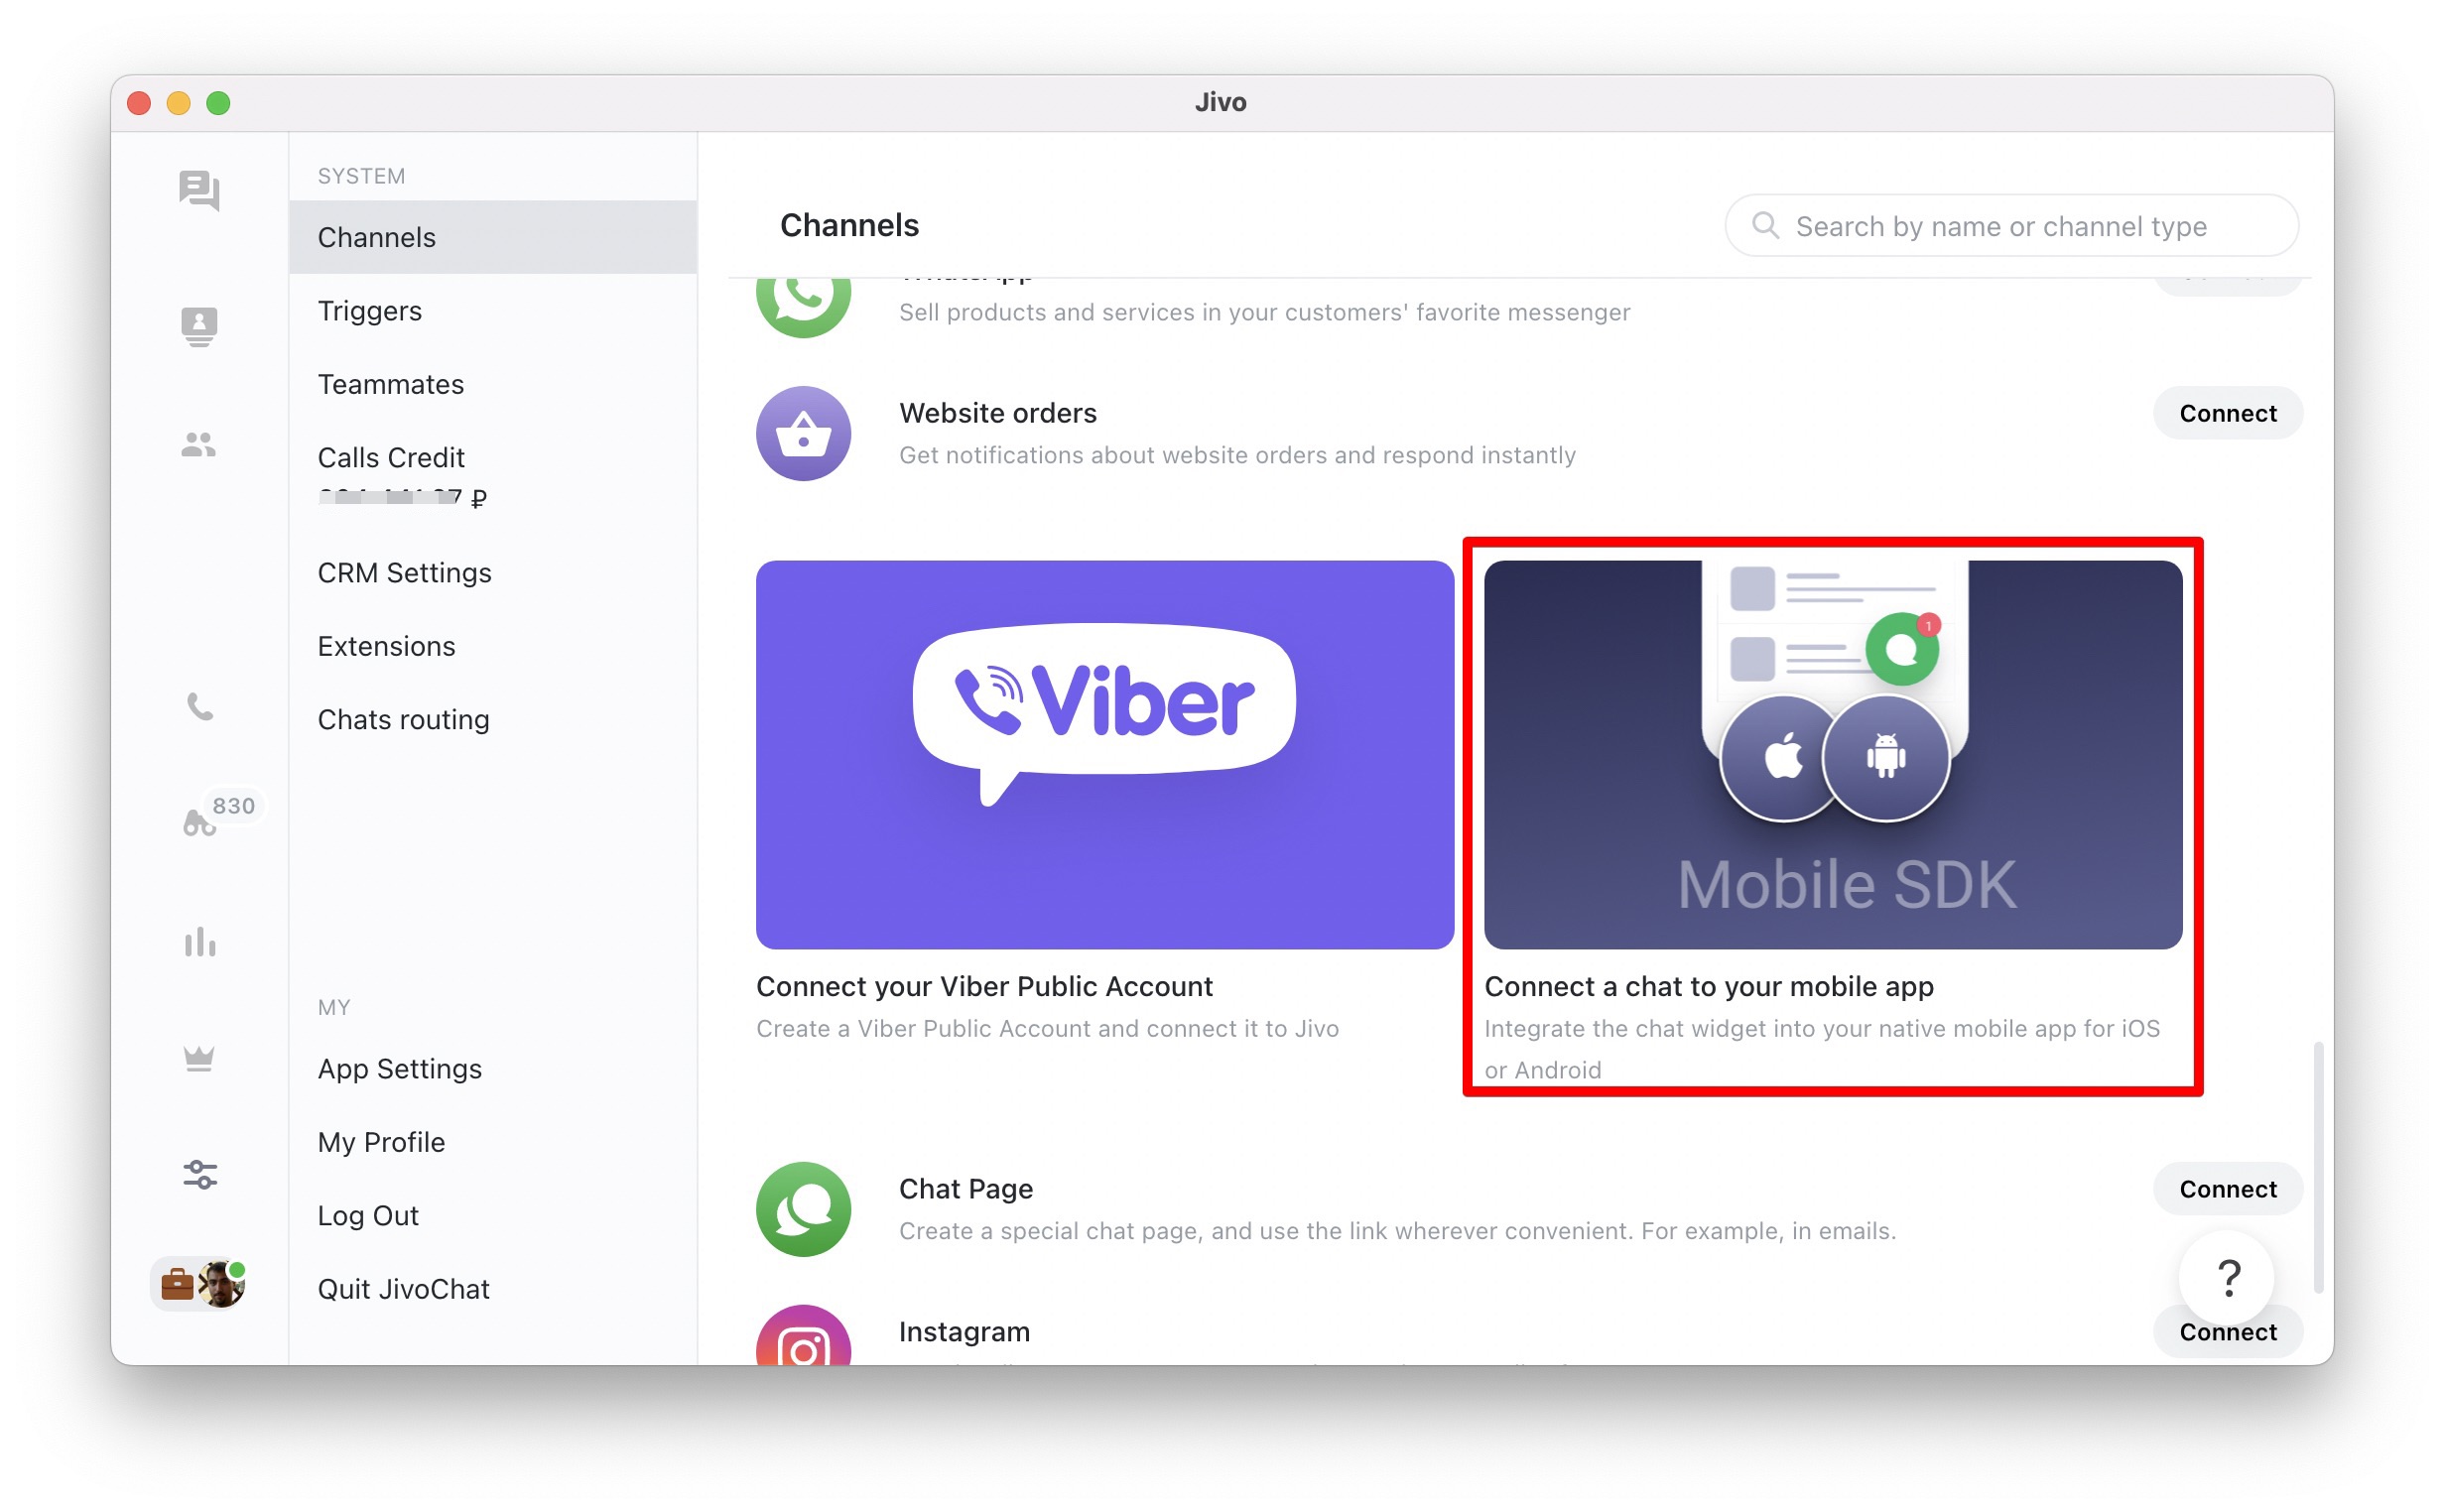 Jivo
SYSTEM
Channels
Triggers
Teammates
Calls Credit
₽
CRM Settings
Extensions
Chats routing
830
MY
App Settings
My Profile
Log Out
Quit JivoChat
Channels
Search by name or channel type
WhatsApp
Sell products and services in your customers' favorite messenger
Website orders
Connect
Get notifications about website orders and respond instantly
Viber
Connect your Viber Public Account
Create a Viber Public Account and connect it to Jivo
1
Mobile SDK
Connect a chat to your mobile app
Integrate the chat widget into your native mobile app for iOS
or Android
Chat Page
Connect
Create a special chat page, and use the link wherever convenient. For example, in emails.
?
Instagram
Connect